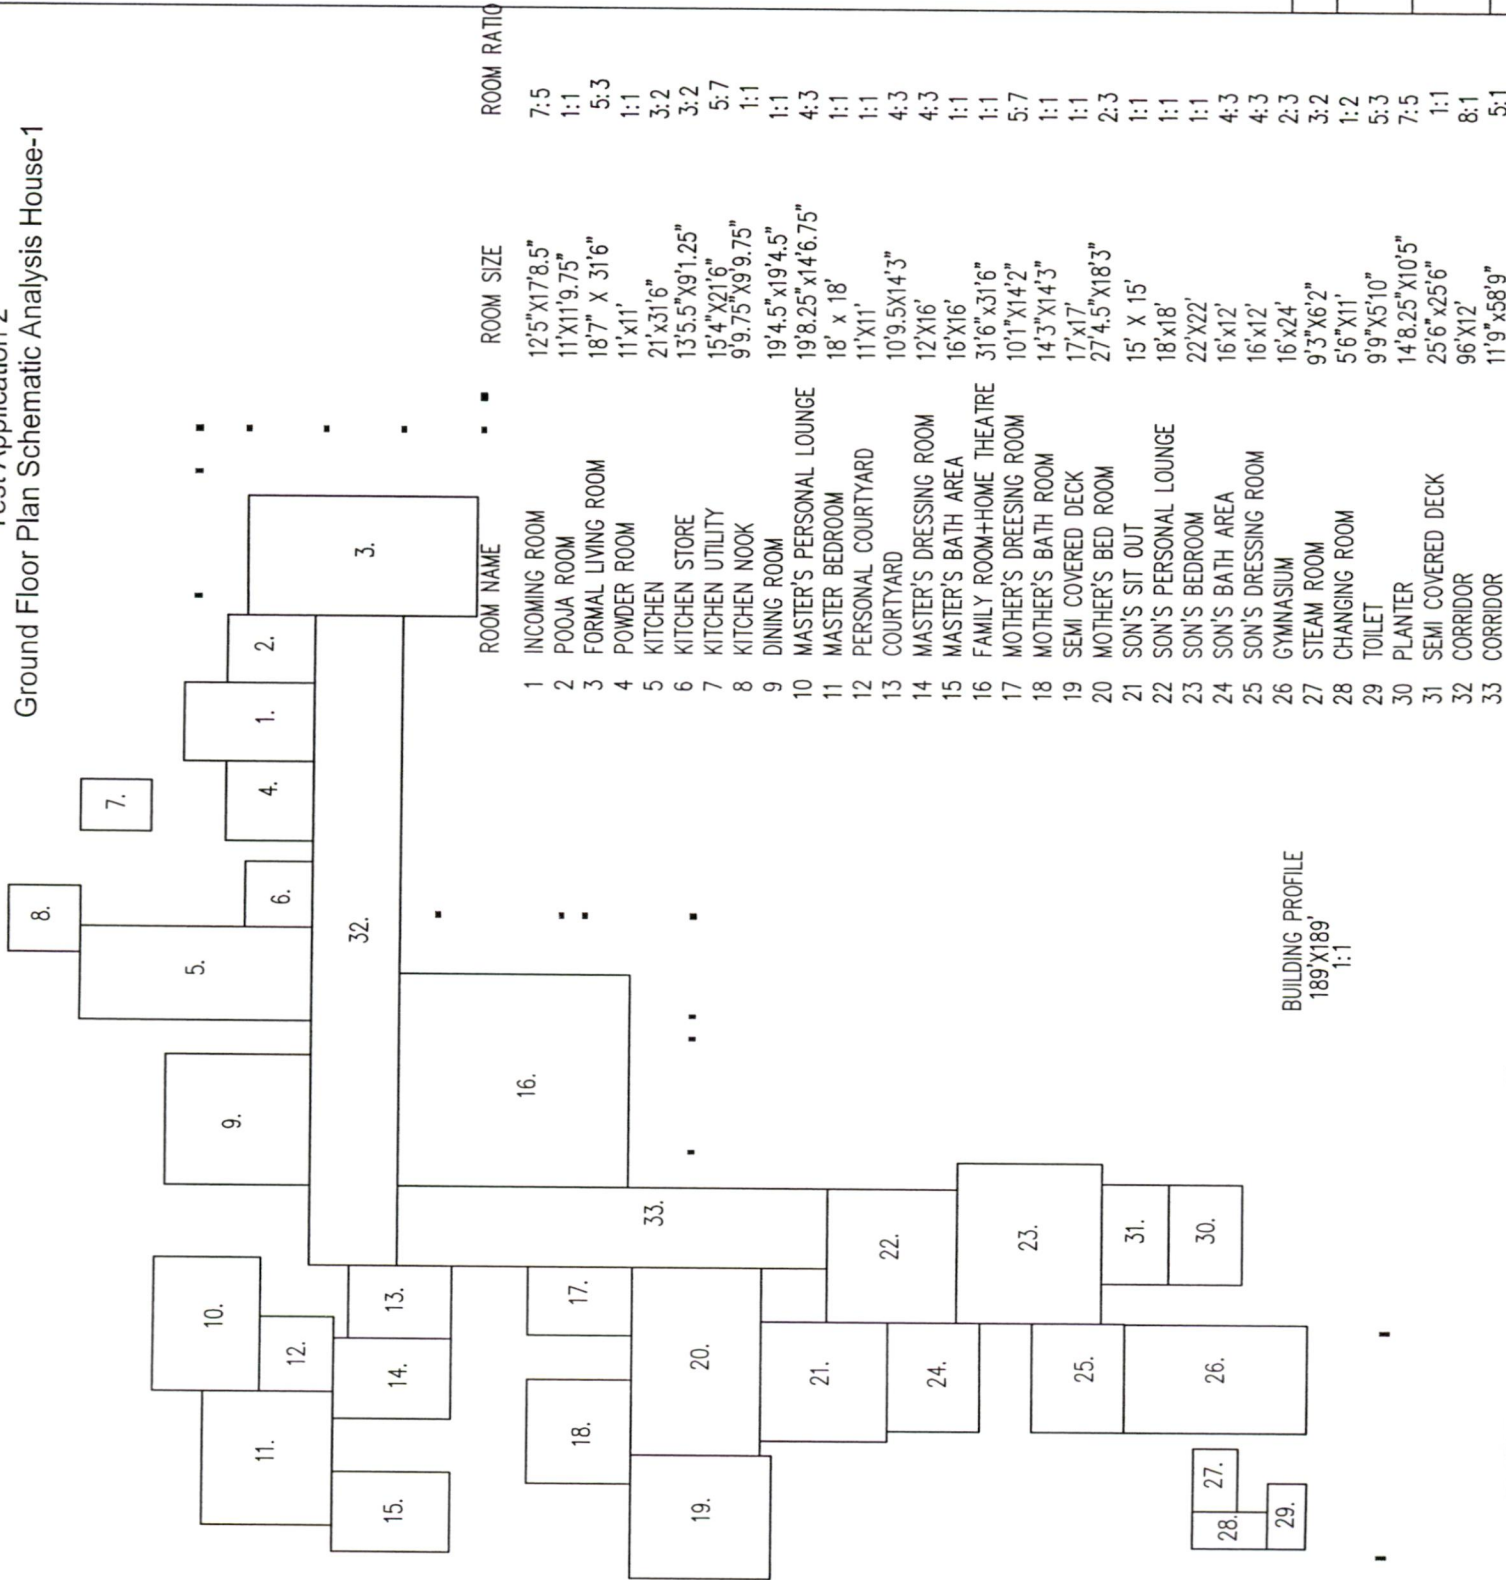 Test Application 2
Ground Floor Plan Schematic Analysis House-1
8.
7.
5.
10.
9.
11.
4.
1.
2.
6.
12.
32.
3.
15.
14.
13.
16.
18.
17.
33.
19.
20.
21.
22.
24.
23.
25.
31.
26.
30.
28.
27.
29.
ROOM NAME ROOM SIZE ROOM RATIO
1 INCOMING ROOM 12'5"X17'8.5" 7:5
2 POOJA ROOM 11'X11'9.75" 1:1
3 FORMAL LIVING ROOM 18'7" X 31'6" 5:3
4 POWDER ROOM 11'x11' 1:1
5 KITCHEN 21'x31'6" 3:2
6 KITCHEN STORE 13'5.5"X9'1.25" 3:2
7 KITCHEN UTILITY 15'4"X21'6" 5:7
8 KITCHEN NOOK 9'9.75"X9'9.75" 1:1
9 DINING ROOM 19'4.5"x19'4.5" 1:1
10 MASTER'S PERSONAL LOUNGE 19'8.25"x14'6.75" 4:3
11 MASTER BEDROOM 18' x 18' 1:1
12 PERSONAL COURTYARD 11'X11' 1:1
13 COURTYARD 10'9.5X14'3" 4:3
14 MASTER'S DRESSING ROOM 12'X16' 4:3
15 MASTER'S BATH AREA 16'X16' 1:1
16 FAMILY ROOM+HOME THEATRE 31'6"x31'6" 1:1
17 MOTHER'S DREESING ROOM 10'1"X14'2" 5:7
18 MOTHER'S BATH ROOM 14'3"X14'3" 1:1
19 SEMI COVERED DECK 17'x17' 1:1
20 MOTHER'S BED ROOM 27'4.5"X18'3" 2:3
21 SON'S SIT OUT 15' X 15' 1:1
22 SON'S PERSONAL LOUNGE 18'x18' 1:1
23 SON'S BEDROOM 22'X22' 1:1
24 SON'S BATH AREA 16'x12' 4:3
25 SON'S DRESSING ROOM 16'x12' 4:3
26 GYMNASIUM 16'x24' 2:3
27 STEAM ROOM 9'3"X6'2" 3:2
28 CHANGING ROOM 5'6"X11' 1:2
29 TOILET 9'9"X5'10" 5:3
30 PLANTER 14'8.25"X10'5" 7:5
31 SEMI COVERED DECK 25'6"x25'6" 1:1
32 CORRIDOR 96'X12' 8:1
33 CORRIDOR 11'9"x58'9" 5:1
BUILDING PROFILE
189'X189'
1:1